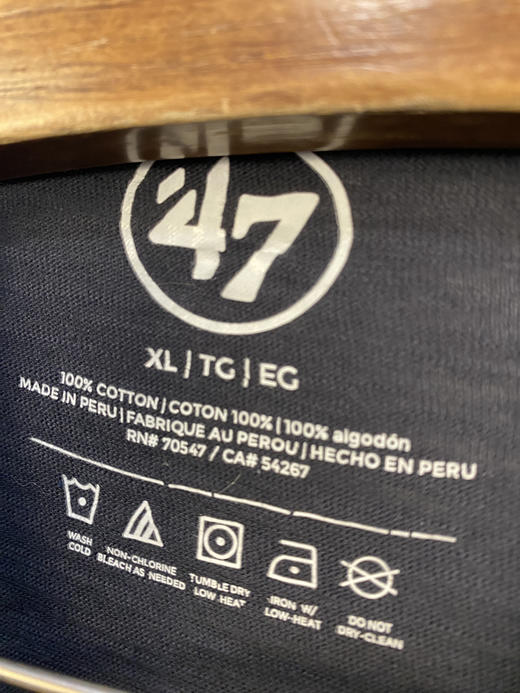 '47
XL | TG | EG
100% COTTON | COTON 100% | 100% algodón
MADE IN PERU | FABRIQUE AU PEROU | HECHO EN PERU
RN# 70547 / CA# 54267
WASH COLD
NON-CHLORINE BLEACH AS NEEDED
TUMBLE DRY LOW HEAT
IRON W/ LOW-HEAT
DO NOT DRY-CLEAN